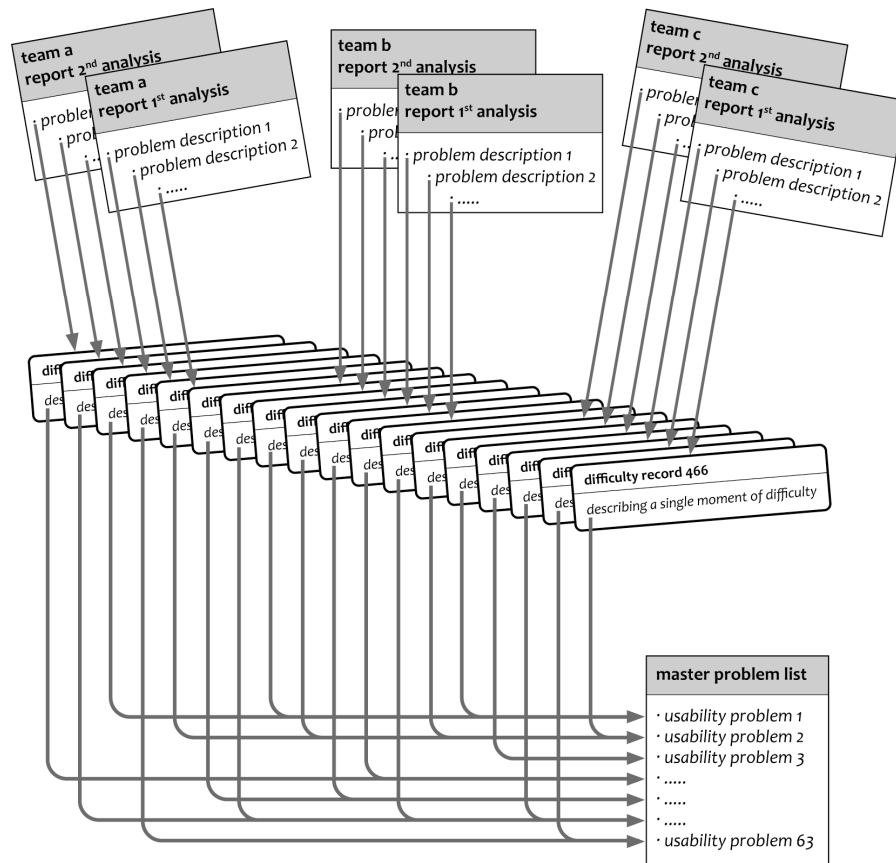 team a
report 2nd analysis
team a
report 1st analysis
· problem description 1
· problem description 2
· .....
team b
report 2nd analysis
team b
report 1st analysis
· problem description 1
· problem description 2
· .....
team c
report 2nd analysis
team c
report 1st analysis
· problem description 1
· problem description 2
· .....
difficulty record 466
describing a single moment of difficulty
master problem list
· usability problem 1
· usability problem 2
· usability problem 3
· .....
· .....
· .....
· usability problem 63